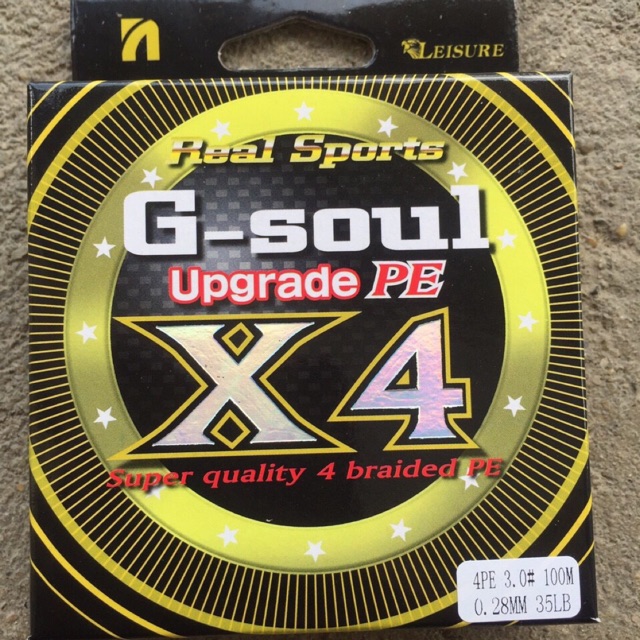 LEISURE
Real Sports
G-soul
Upgrade PE
X4
Super quality 4 braided PE
4PE 3.0# 100M
0.28MM 35LB